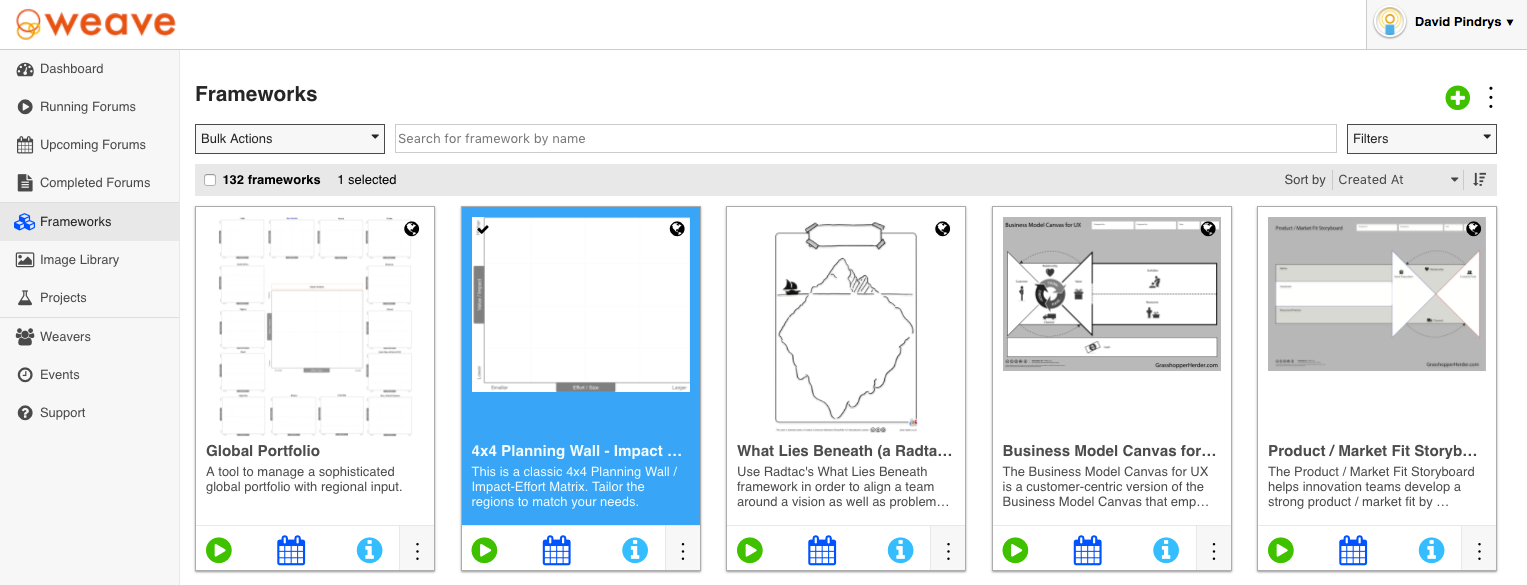 weave
David Pindrys ▼
Dashboard
Running Forums
Upcoming Forums
Completed Forums
Frameworks
Image Library
Projects
Weavers
Events
Support
Frameworks
Bulk Actions
Search for framework by name
Filters
132 frameworks 1 selected
Sort by Created At
Lower
Smaller Effort / Size Larger
Business Model Canvas for UX
GrasshopperHerder.com
Product / Market Fit Storyboard
GrasshopperHerder.com
Global Portfolio
A tool to manage a sophisticated
global portfolio with regional input.
4x4 Planning Wall - Impact ...
This is a classic 4x4 Planning Wall /
Impact-Effort Matrix. Tailor the
regions to match your needs.
What Lies Beneath (a Radta...
Use Radtac's What Lies Beneath
framework in order to align a team
around a vision as well as problem...
Business Model Canvas for...
The Business Model Canvas for UX
is a customer-centric version of the
Business Model Canvas that emp...
Product / Market Fit Storyb...
The Product / Market Fit Storyboard
helps innovation teams develop a
strong product / market fit by ...